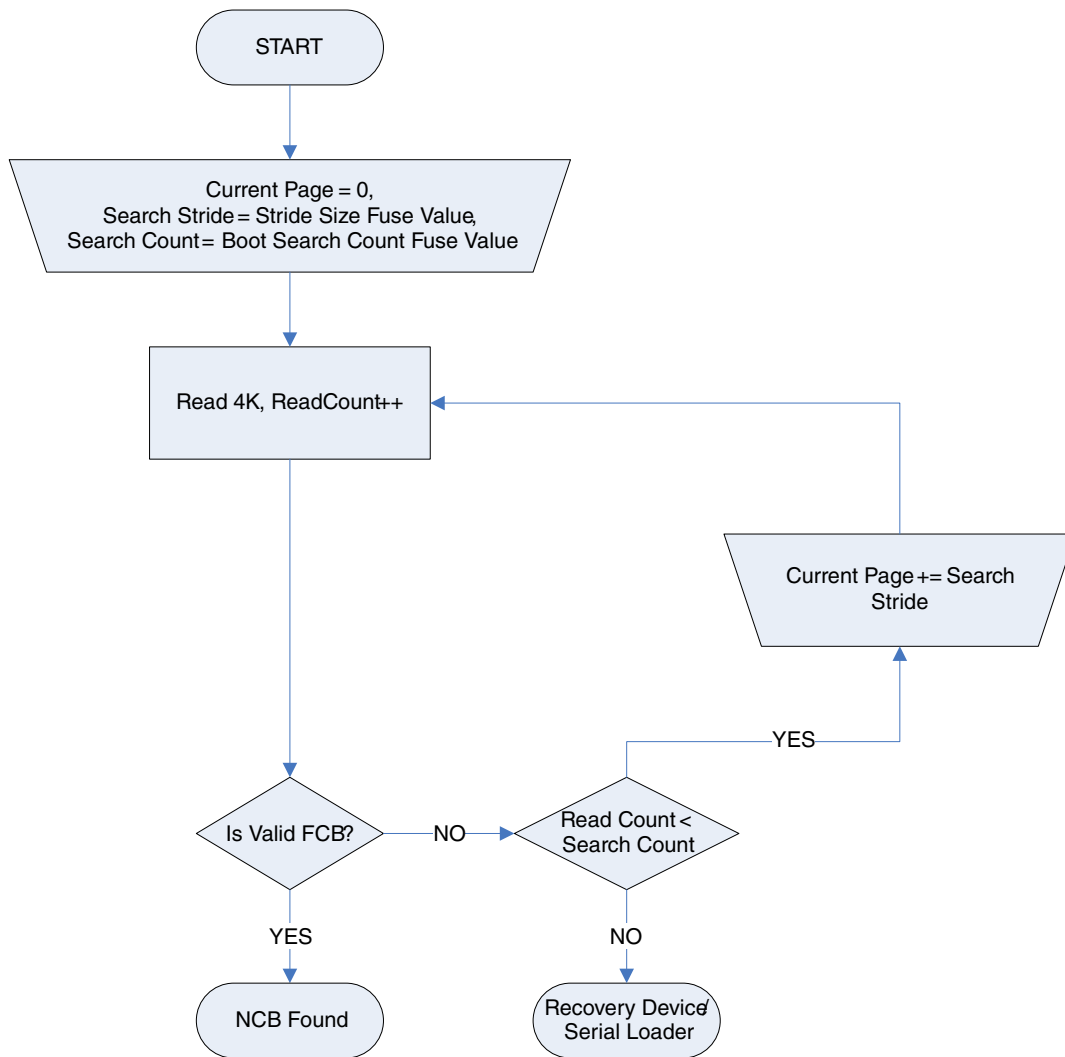 START
Current Page = 0,
Search Stride = Stride Size Fuse Value,
Search Count = Boot Search Count Fuse Value
Read 4K, ReadCount++
Current Page += Search
Stride
YES
Is Valid FCB?
NO
Read Count <
Search Count
YES
NO
NCB Found
Recovery Device/
Serial Loader